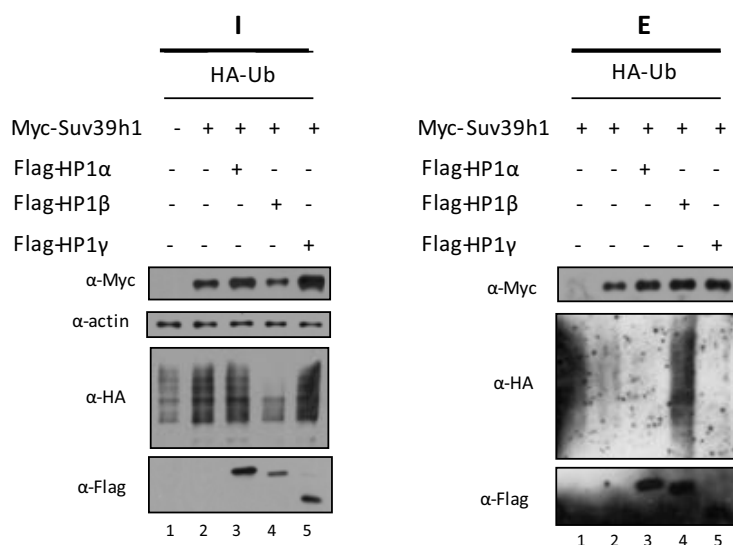 I
HA-Ub
Myc-Suv39h1 - + + + +
Flag-HP1α - - + - -
Flag-HP1β - - - + -
Flag-HP1γ - - - - +
α-Myc
α-actin
α-HA
α-Flag
1 2 3 4 5
E
HA-Ub
Myc-Suv39h1 + + + + +
Flag-HP1α - - + - -
Flag-HP1β - - - + -
Flag-HP1γ - - - - +
α-Myc
α-HA
α-Flag
1 2 3 4 5